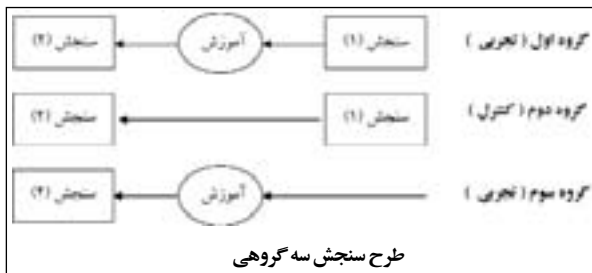 گروه اول ( تجربی ) سنجش (۱) آموزش سنجش (۲)
گروه دوم ( کنترل ) سنجش (۱) سنجش (۲)
گروه سوم ( تجربی ) آموزش سنجش (۲)
طرح سنجش سه گروهی